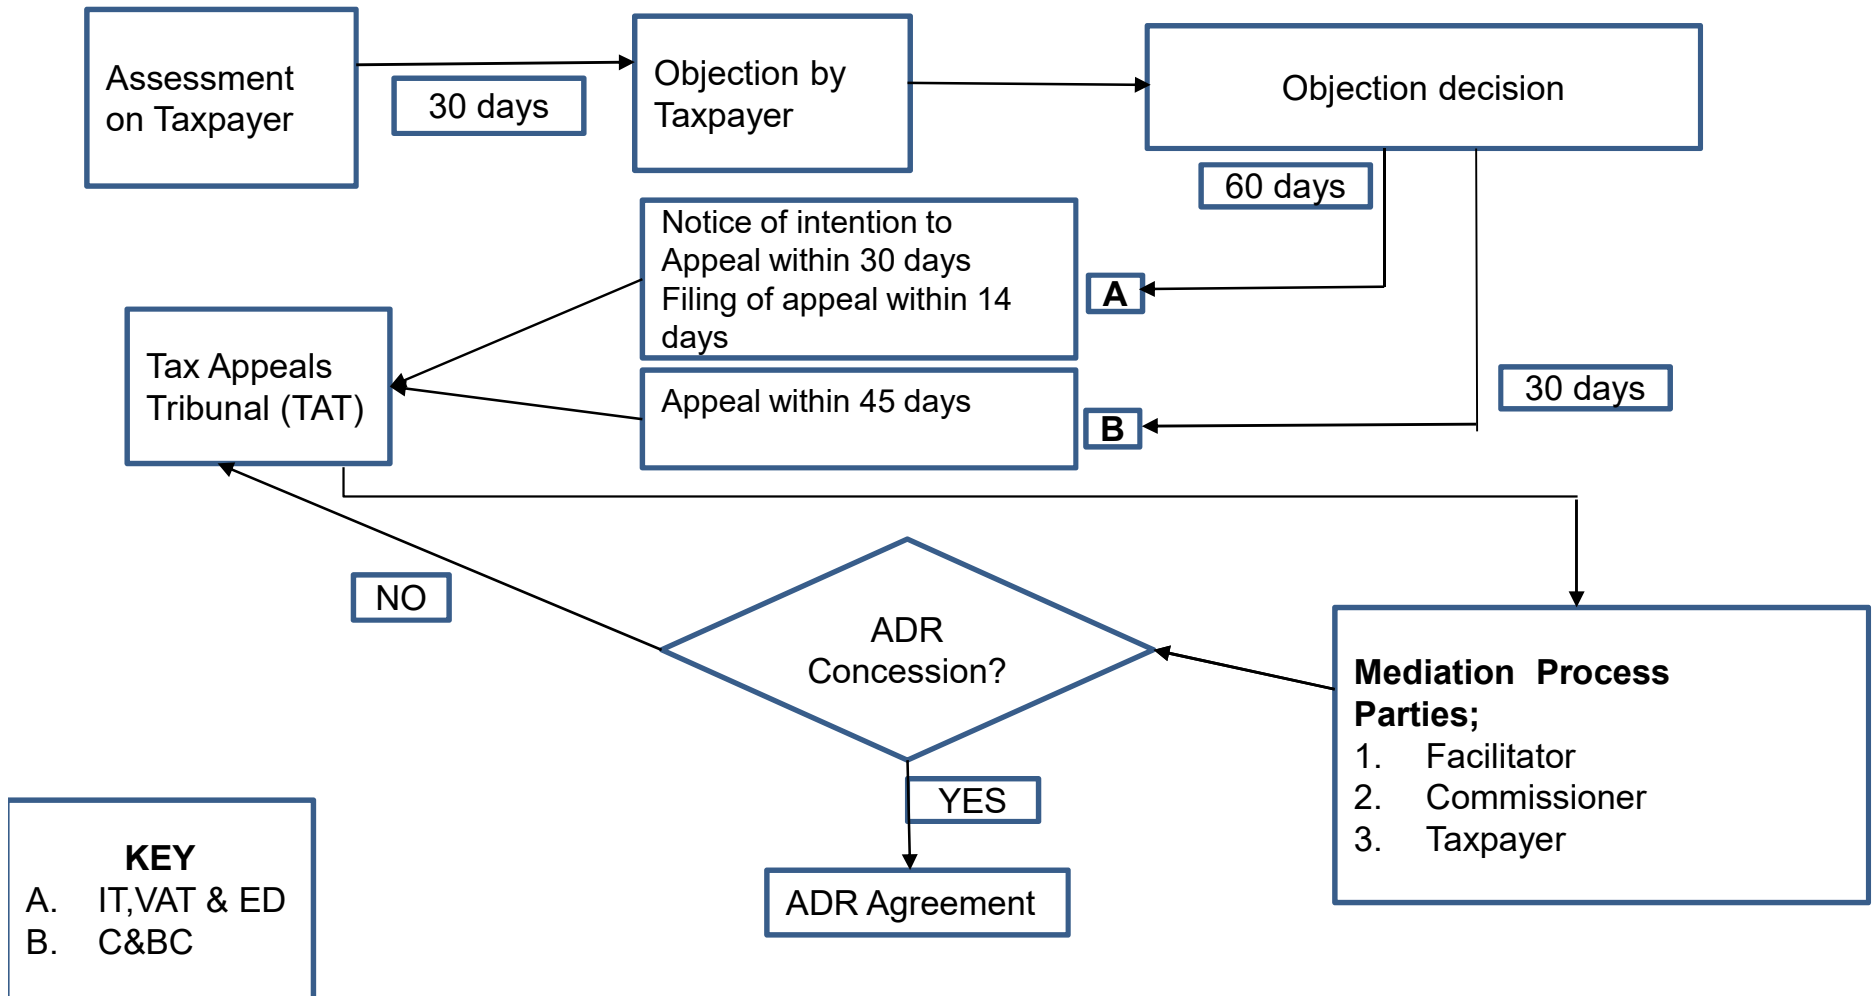 Assessment
on Taxpayer
30 days
Objection by
Taxpayer
Objection decision
60 days
Notice of intention to
Appeal within 30 days
Filing of appeal within 14
days
A
Tax Appeals
Tribunal (TAT)
Appeal within 45 days
B
30 days
NO
ADR
Concession?
Mediation Process
Parties;
1. Facilitator
2. Commissioner
3. Taxpayer
YES
ADR Agreement
KEY
A. IT,VAT & ED
B. C&BC